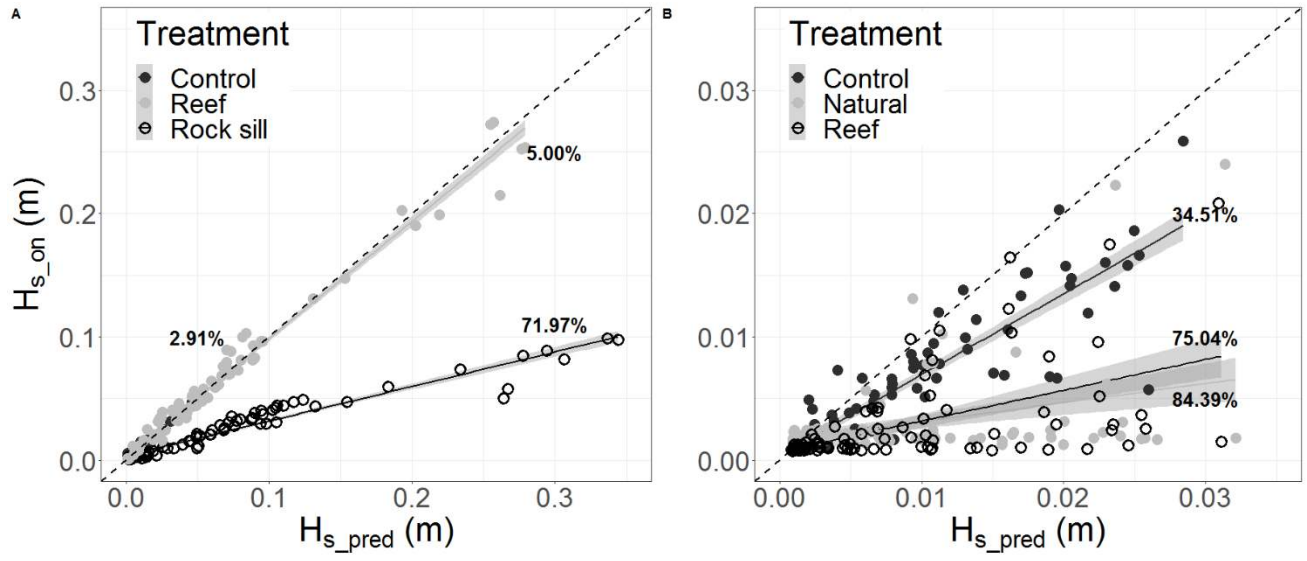 A
Treatment
Control
Reef
Rock sill
5.00%
2.91%
71.97%
0.3
0.2
0.1
0.0
H_s_on (m)
0.0 0.1 0.2 0.3
H_s_pred (m)
B
Treatment
Control
Natural
Reef
34.51%
75.04%
84.39%
0.03
0.02
0.01
0.00
0.00 0.01 0.02 0.03
H_s_pred (m)